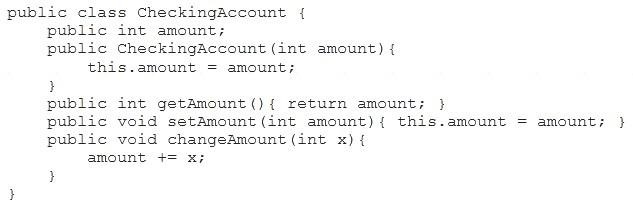 public class CheckingAccount {
    public int amount;
    public CheckingAccount(int amount){
        this.amount = amount;
    }
    public int getAmount(){ return amount; }
    public void setAmount(int amount){ this.amount = amount; }
    public void changeAmount(int x){
        amount += x;
    }
}